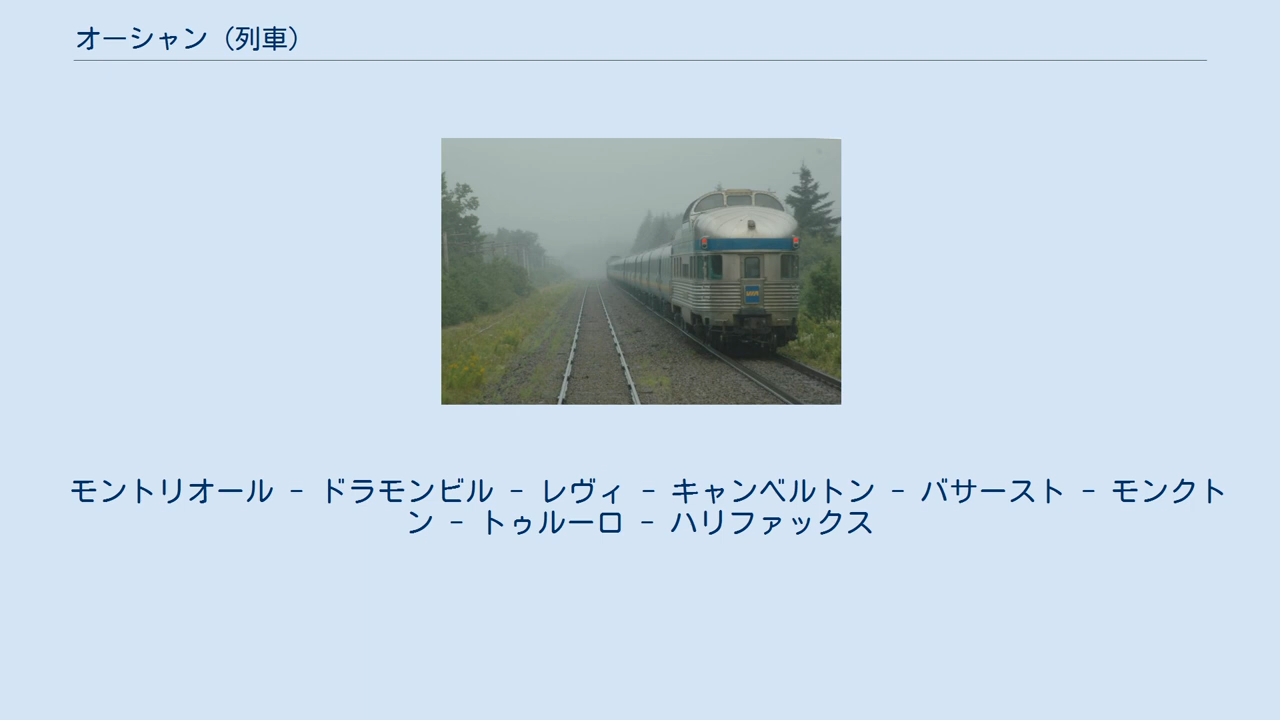 オーシャン（列車）
モントリオール - ドラモンビル - レヴィ - キャンベルトン - バサースト - モンクト
ン - トゥルーロ - ハリファックス